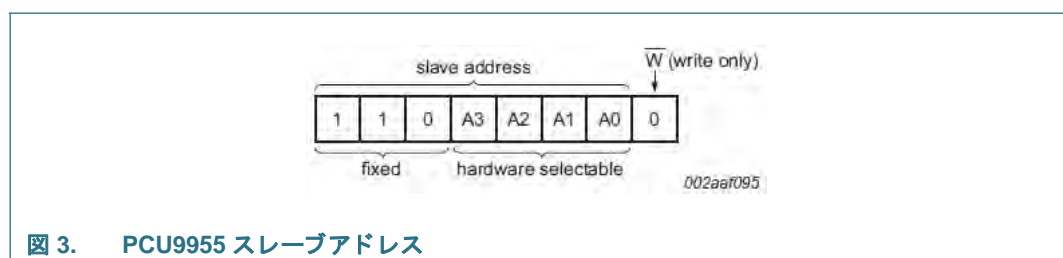 W̅ (write only)
slave address
1 1 0 A3 A2 A1 A0 0
fixed hardware selectable
002aaf095
図 3. PCU9955 スレーブアドレス